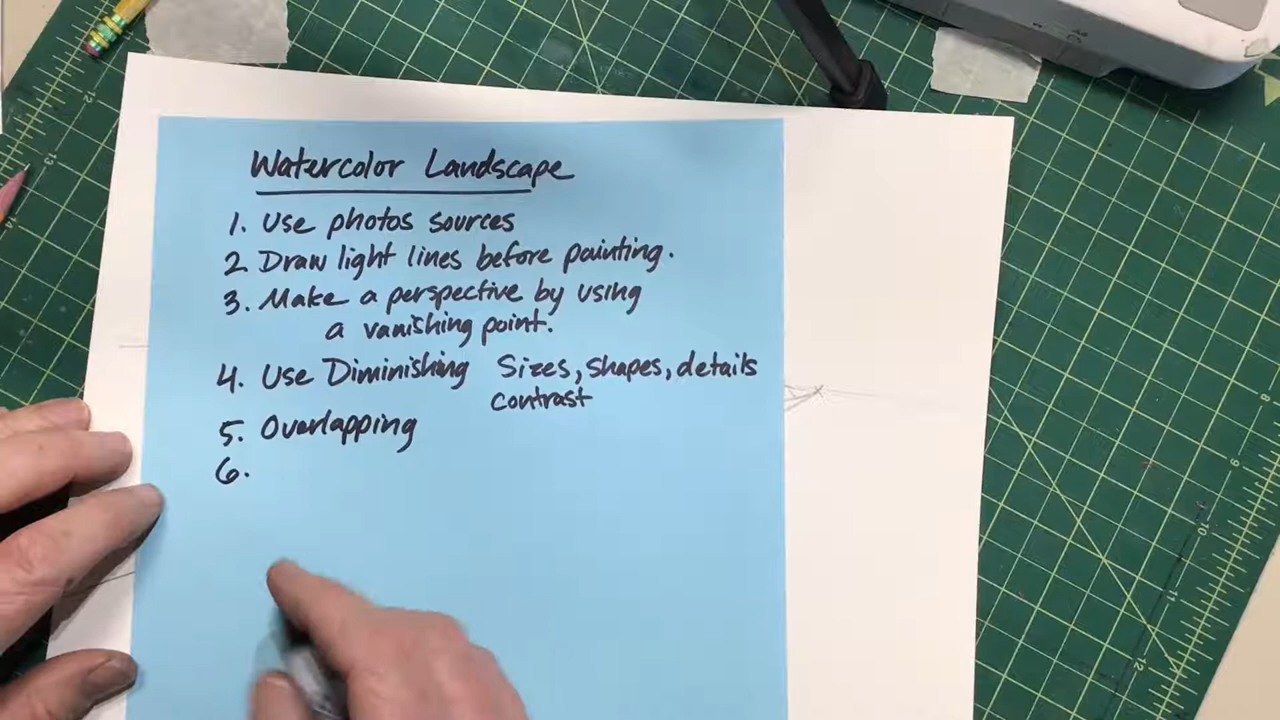 Watercolor Landscape
1. Use photos sources
2. Draw light lines before painting.
3. Make a perspective by using
a vanishing point.
4. Use Diminishing Sizes, shapes, details
contrast
5. Overlapping
6.